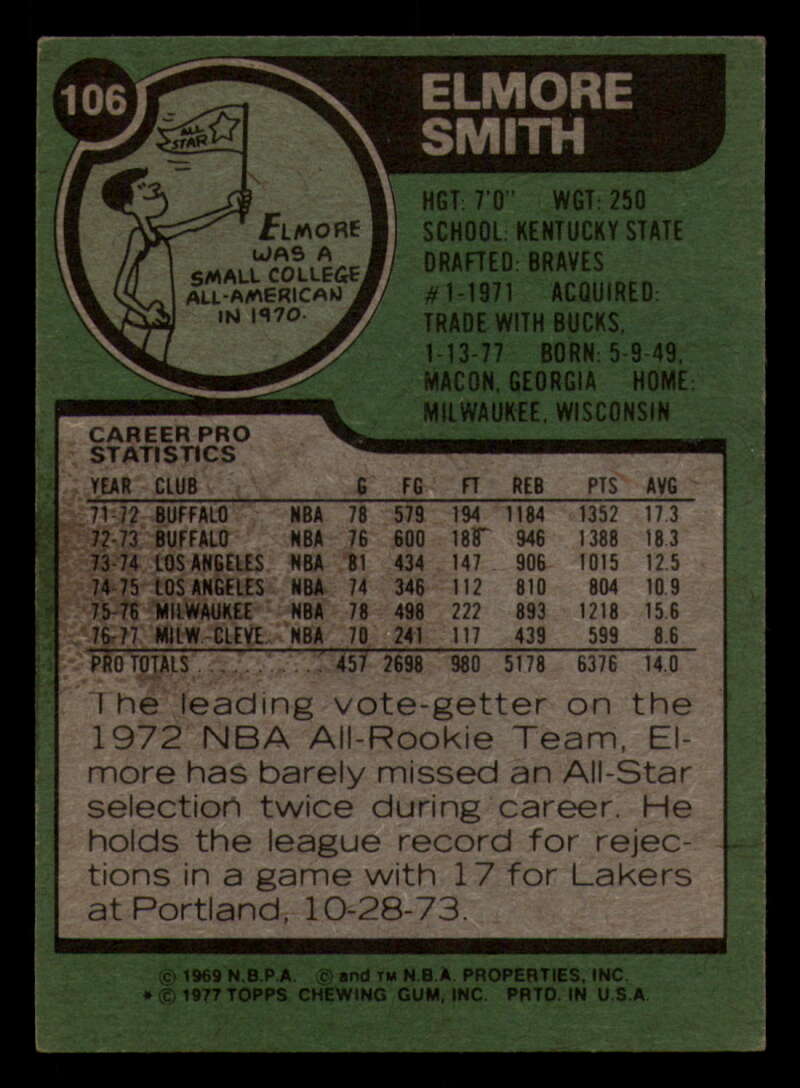 106
ELMORE
SMITH
ALL
STAR
ELMORE
WAS A
SMALL COLLEGE
ALL-AMERICAN
IN 1970.
HGT: 7'0" WGT: 250
SCHOOL: KENTUCKY STATE
DRAFTED: BRAVES
#1-1971 ACQUIRED:
TRADE WITH BUCKS,
1-13-77 BORN: 5-9-49,
MACON, GEORGIA HOME:
MILWAUKEE, WISCONSIN
CAREER PRO
STATISTICS
YEAR CLUB G FG FT REB PTS AVG
71-72 BUFFALO NBA 78 579 194 1184 1352 17.3
72-73 BUFFALO NBA 76 600 188 946 1388 18.3
73-74 LOS ANGELES NBA 81 434 147 906 1015 12.5
74-75 LOS ANGELES NBA 74 346 112 810 804 10.9
75-76 MILWAUKEE NBA 78 498 222 893 1218 15.6
76-77 MILW.-CLEVE. NBA 70 241 117 439 599 8.6
PRO TOTALS 457 2698 980 5178 6376 14.0
The leading vote-getter on the
1972 NBA All-Rookie Team, El-
more has barely missed an All-Star
selection twice during career. He
holds the league record for rejec-
tions in a game with 17 for Lakers
at Portland, 10-28-73.
© 1969 N.B.P.A. © and TM N.B.A. PROPERTIES, INC.
* © 1977 TOPPS CHEWING GUM, INC. PRTD. IN U.S.A.